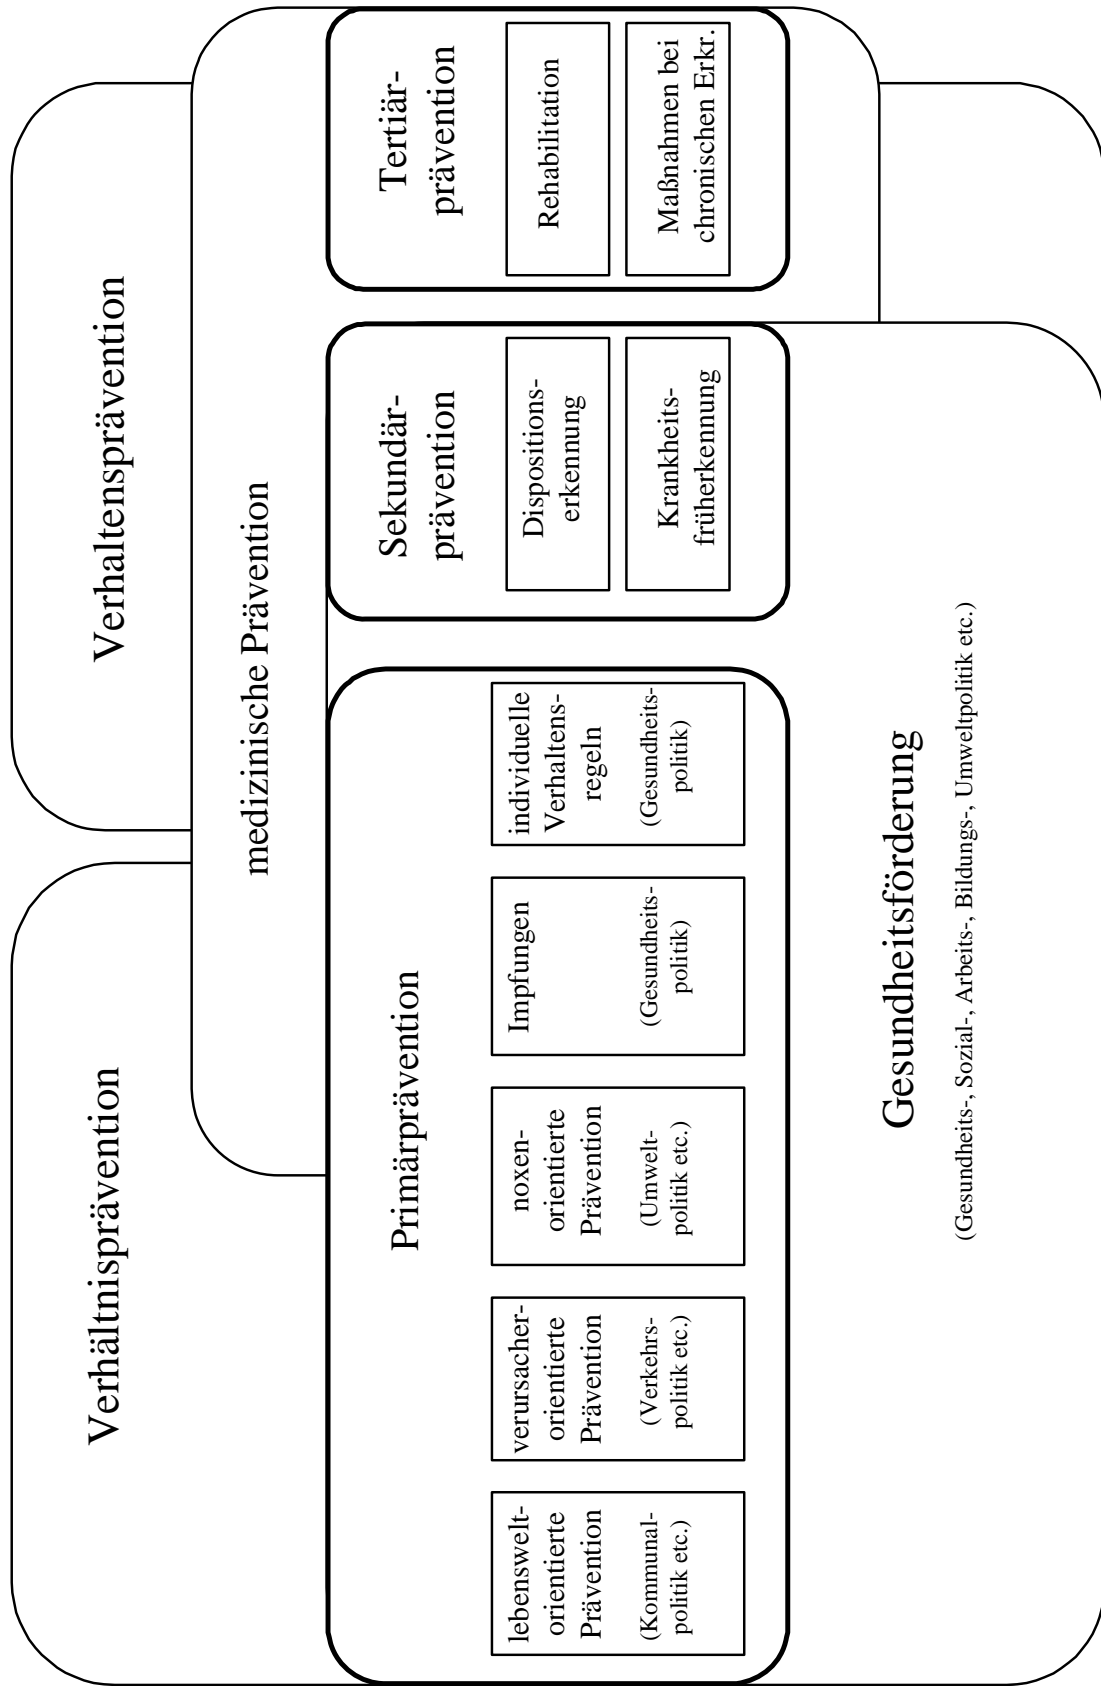 Verhältnisprävention
Verhaltensprävention
medizinische Prävention
Primärprävention
lebenswelt-
orientierte
Prävention
(Kommunal-
politik etc.)
verursacher-
orientierte
Prävention
(Verkehrs-
politik etc.)
noxen-
orientierte
Prävention
(Umwelt-
politik etc.)
Impfungen
(Gesundheits-
politik)
individuelle
Verhaltens-
regeln
(Gesundheits-
politik)
Sekundär-
prävention
Dispositions-
erkennung
Krankheits-
früherkennung
Tertiär-
prävention
Rehabilitation
Maßnahmen bei
chronischen Erkr.
Gesundheitsförderung
(Gesundheits-, Sozial-, Arbeits-, Bildungs-, Umweltpolitik etc.)